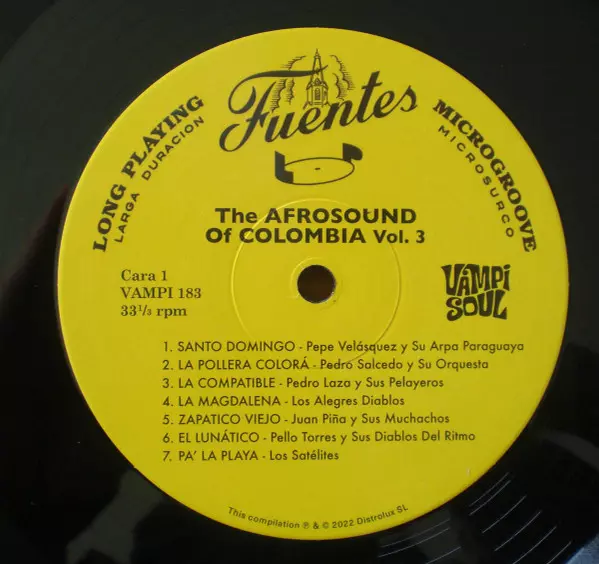 Fuentes
LONG PLAYING
LARGA DURACION
MICROGROOVE
MICROSURCO
The AFROSOUND
Of COLOMBIA Vol. 3
Cara 1
VAMPI 183
33 1/3 rpm
VAMPI
SOUL
1. SANTO DOMINGO - Pepe Velásquez y Su Arpa Paraguaya
2. LA POLLERA COLORÁ - Pedro Salcedo y Su Orquesta
3. LA COMPATIBLE - Pedro Laza y Sus Pelayeros
4. LA MAGDALENA - Los Alegres Diablos
5. ZAPATICO VIEJO - Juan Piña y Sus Muchachos
6. EL LUNÁTICO - Pello Torres y Sus Diablos Del Ritmo
7. PA' LA PLAYA - Los Satélites
This compilation ℗ & © 2022 Distrolux SL